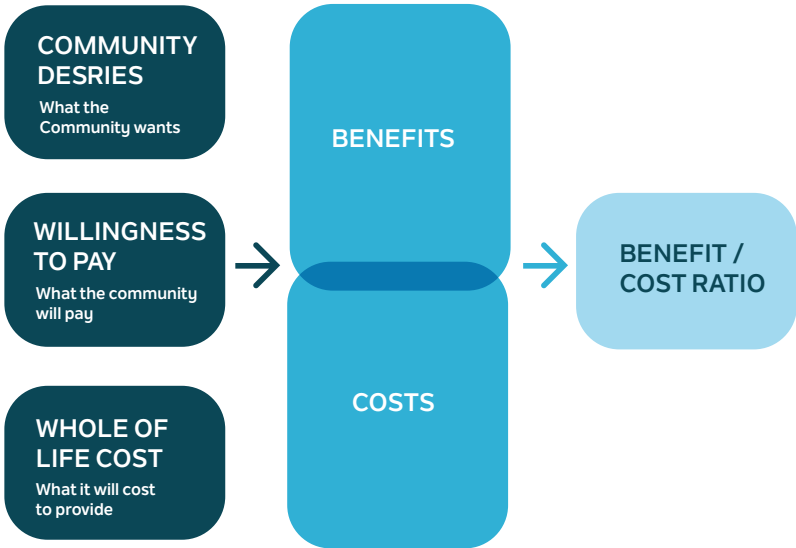 COMMUNITY
DESRIES
What the
Community wants
WILLINGNESS
TO PAY
What the community
will pay
WHOLE OF
LIFE COST
What it will cost
to provide
BENEFITS
COSTS
BENEFIT /
COST RATIO